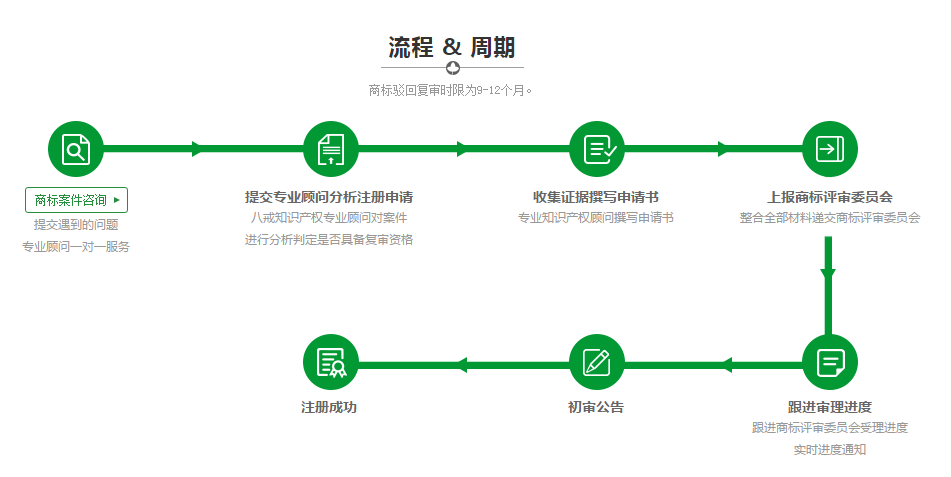 流程 & 周期
商标驳回复审时限为9-12个月。
商标案件咨询
提交遇到的问题
专业顾问一对一服务
提交专业顾问分析注册申请
八戒知识产权专业顾问对案件
进行分析判定是否具备复审资格
收集证据撰写申请书
专业知识产权顾问撰写申请书
上报商标评审委员会
整合全部材料递交商标评审委员会
注册成功
初审公告
跟进审理进度
跟进商标评审委员会受理进度
实时进度通知